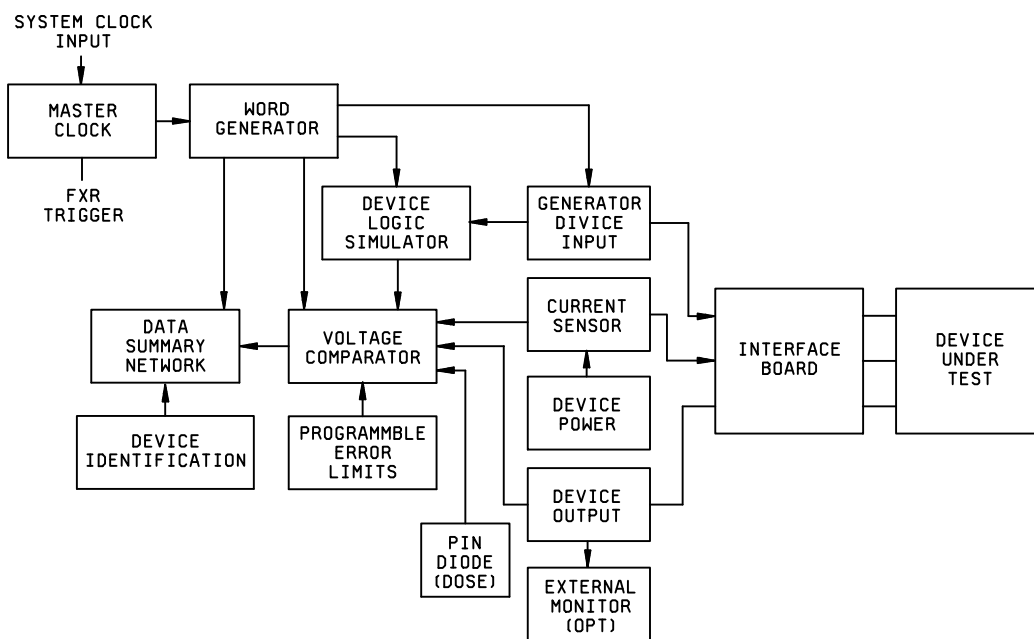 SYSTEM CLOCK
INPUT
MASTER
CLOCK
WORD
GENERATOR
FXR
TRIGGER
DEVICE
LOGIC
SIMULATOR
GENERATOR
DIVICE
INPUT
DATA
SUMMARY
NETWORK
VOLTAGE
COMPARATOR
CURRENT
SENSOR
INTERFACE
BOARD
DEVICE
UNDER
TEST
DEVICE
IDENTIFICATION
PROGRAMMBLE
ERROR
LIMITS
DEVICE
POWER
DEVICE
OUTPUT
PIN
DIODE
(DOSE)
EXTERNAL
MONITOR
(OPT)